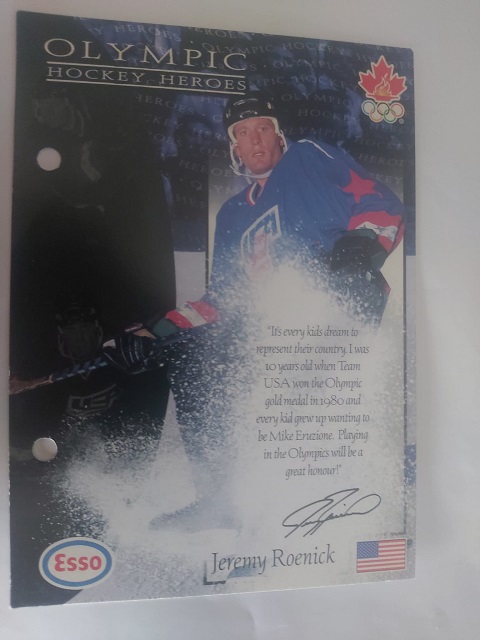 OLYMPIC
HOCKEY HEROES
"It's every kids dream to
represent their country. I was
10 years old when Team
USA won the Olympic
gold medal in 1980 and
every kid grew up wanting to
be Mike Eruzione. Playing
in the Olympics will be a
great honour!"
Jeremy Roenick
Esso